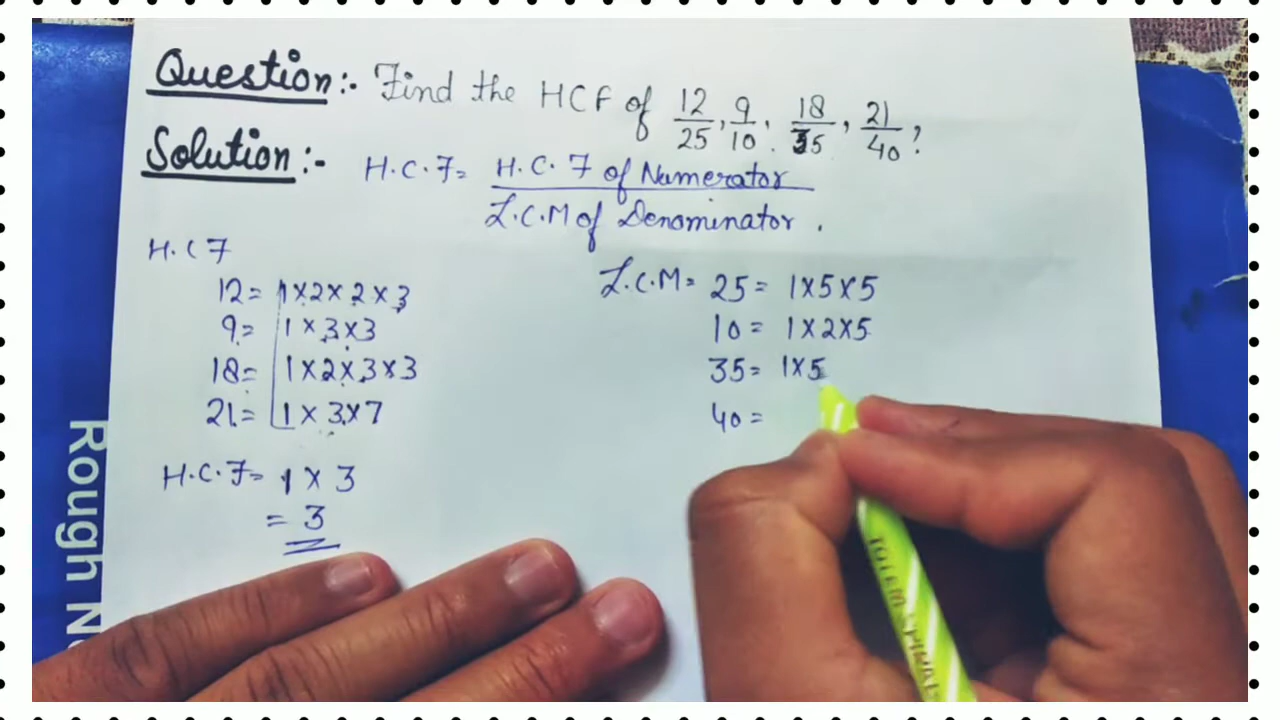 Question:- Find the HCF of 12/25, 9/10, 18/35, 21/40?
Solution:- H.C.F= H.C.F of Numerator / L.C.M of Denominator.
H.C F
12= 1×2×2×3
9= 1×3×3
18= 1×2×3×3
21= 1×3×7
H.C.F= 1×3
= 3
L.C.M= 25= 1×5×5
10= 1×2×5
35= 1×5
40=
Rough
TOTEM SPIRAL